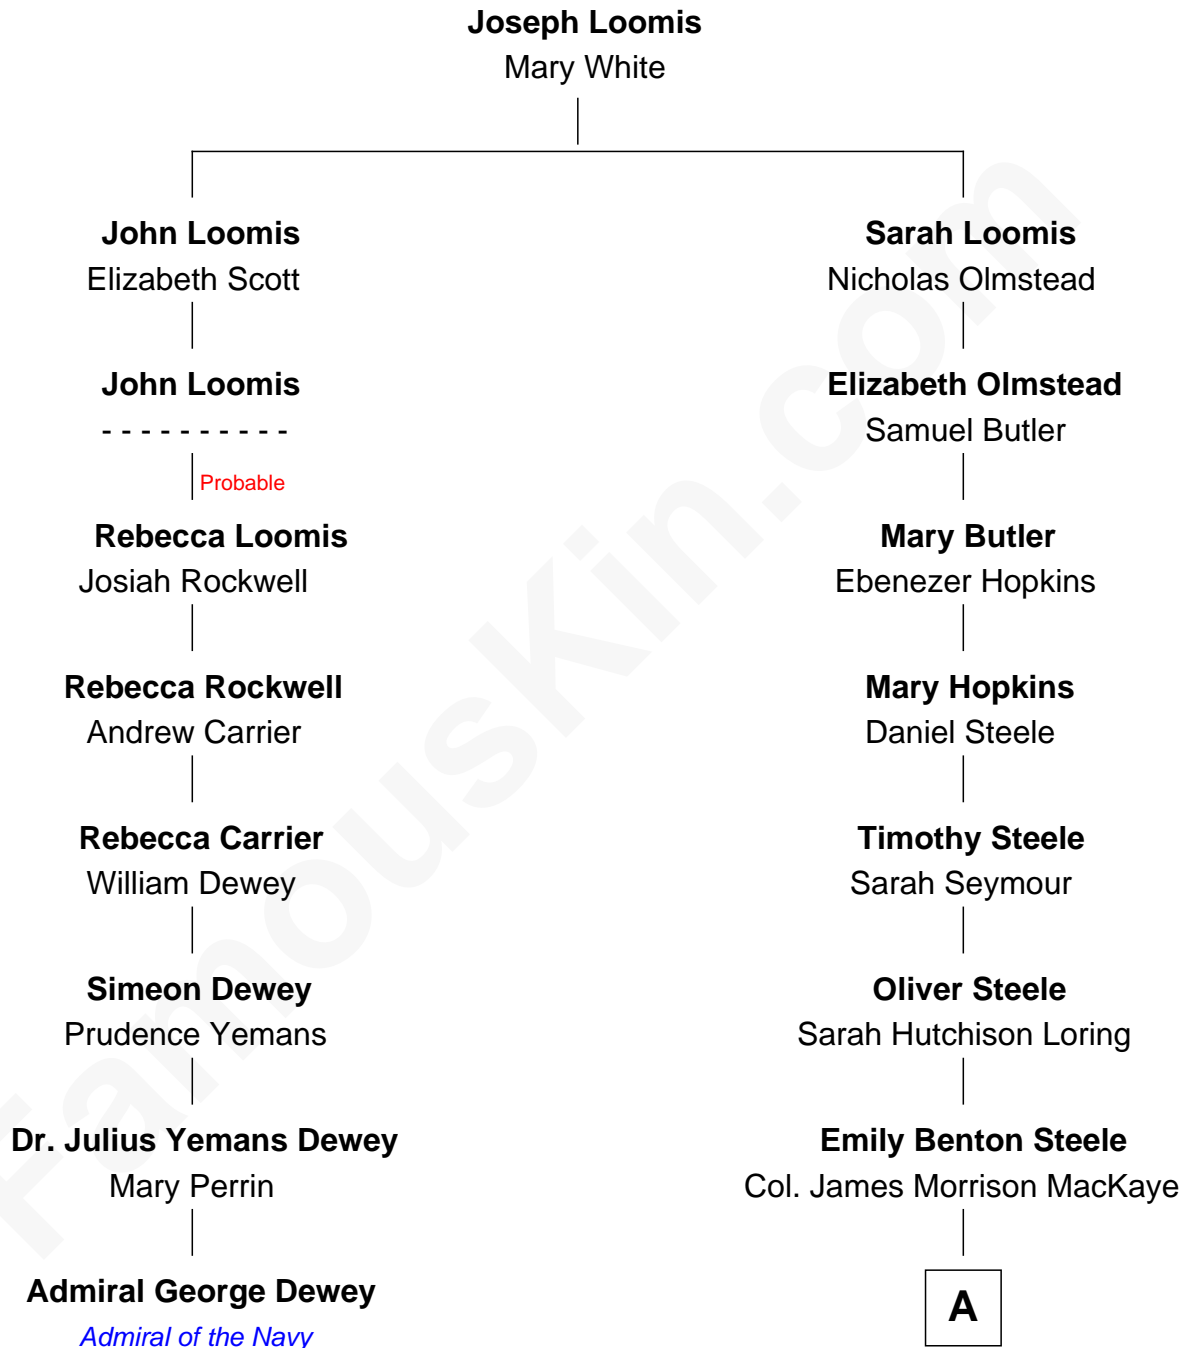 Joseph Loomis
Mary White
John Loomis
Elizabeth Scott
Sarah Loomis
Nicholas Olmstead
John Loomis
- - - - - - - - - -
Probable
Elizabeth Olmstead
Samuel Butler
Rebecca Loomis
Josiah Rockwell
Mary Butler
Ebenezer Hopkins
Rebecca Rockwell
Andrew Carrier
Mary Hopkins
Daniel Steele
Rebecca Carrier
William Dewey
Timothy Steele
Sarah Seymour
Simeon Dewey
Prudence Yemans
Oliver Steele
Sarah Hutchison Loring
Dr. Julius Yemans Dewey
Mary Perrin
Emily Benton Steele
Col. James Morrison MacKaye
Admiral George Dewey
Admiral of the Navy
A
FamousKin.com